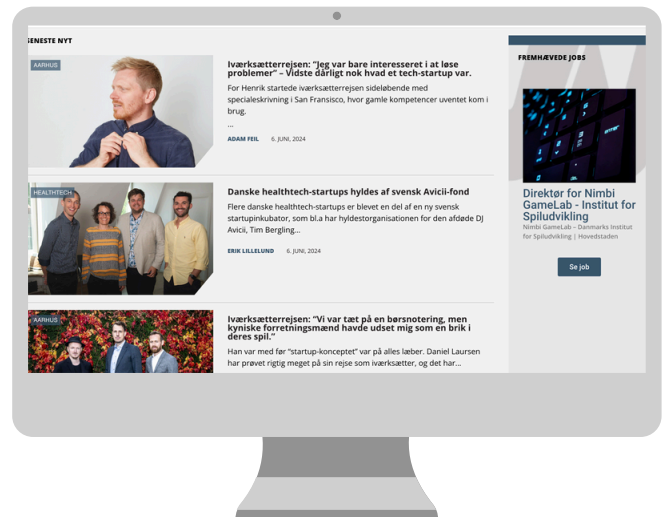 SENESTE NYT
AARHUS
Iværksætterrejsen: “Jeg var bare interesseret i at løse
problemer” – Vidste dårligt nok hvad et tech-startup var.
For Henrik startede iværksætterrejsen sideløbende med
specialeskrivning i San Fransisco, hvor gamle kompetencer uventet kom i
brug.
...
ADAM FEIL 6. JUNI, 2024
HEALTHTECH
Danske healthtech-startups hyldes af svensk Avicii-fond
Flere danske healthtech-startups er blevet en del af en ny svensk
startupinkubator, som bl.a har hyldestorganisationen for den afdøde DJ
Avicii, Tim Bergling...
ERIK LILLELUND 6. JUNI, 2024
AARHUS
Iværksætterrejsen: “Vi var tæt på en børsnotering, men
kyniske forretningsmænd havde udset mig som en brik i
deres spil.”
Han var med før “startup-konceptet” var på alles læber. Daniel Laursen
har prøvet rigtig meget på sin rejse som iværksætter, og det har...
FREMHÆVEDE JOBS
Direktør for Nimbi
GameLab - Institut for
Spiludvikling
Nimbi GameLab – Danmarks Institut
for Spiludvikling | Hovedstaden
Se job